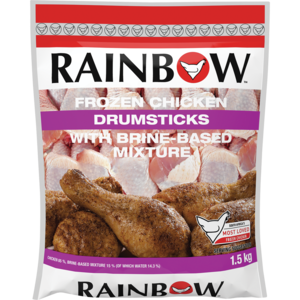 RAINBOW
FROZEN CHICKEN
DRUMSTICKS
WITH BRINE-BASED
MIXTURE
MOST LOVED
1.5 kg
RAINBOW